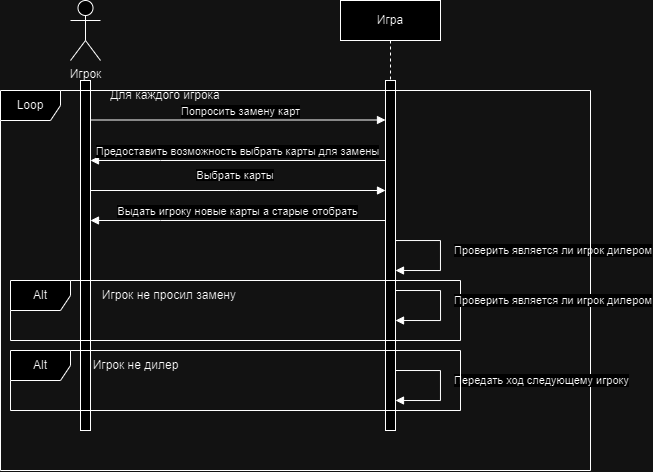 Игра
Игрок
Для каждого игрока
Loop
Попросить замену карт
Предоставить возможность выбрать карты для замены
Выбрать карты
Выдать игроку новые карты а старые отобрать
Проверить является ли игрок дилером
Alt
Игрок не просил замену
Проверить является ли игрок дилером
Alt
Игрок не дилер
Передать ход следующему игроку